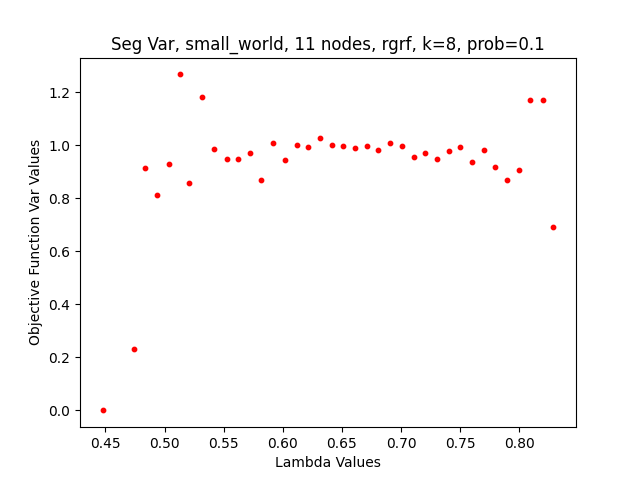 Seg Var, small_world, 11 nodes, rgrf, k=8, prob=0.1
Objective Function Var Values
1.2
1.0
0.8
0.6
0.4
0.2
0.0
0.45 0.50 0.55 0.60 0.65 0.70 0.75 0.80
Lambda Values